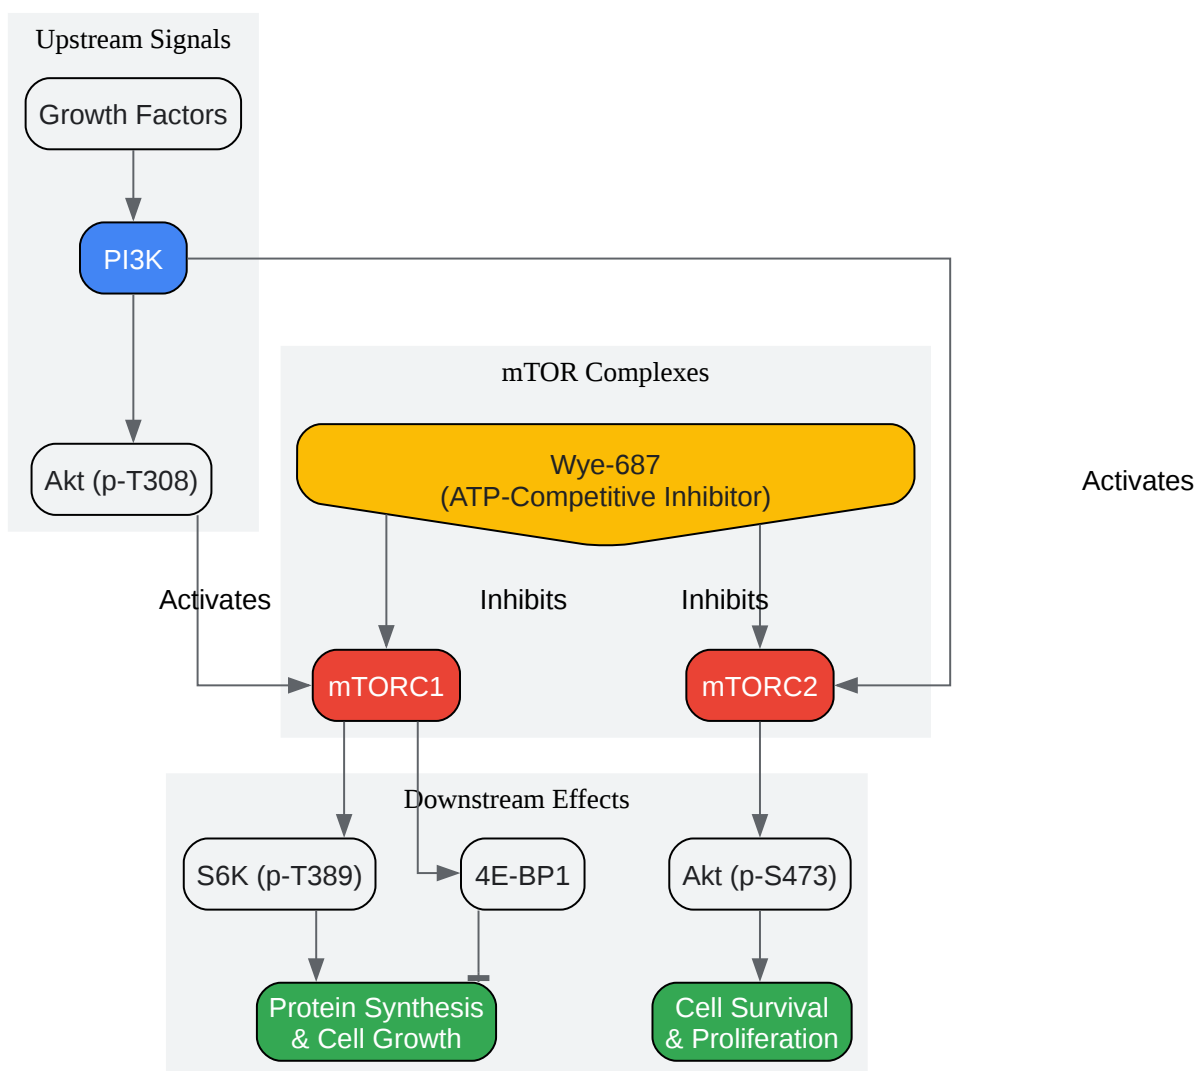 Upstream Signals
Growth Factors
PI3K
mTOR Complexes
Akt (p-T308)
Wye-687
(ATP-Competitive Inhibitor)
Activates
Activates
Inhibits
Inhibits
mTORC1
mTORC2
Downstream Effects
S6K (p-T389)
4E-BP1
Akt (p-S473)
Protein Synthesis
& Cell Growth
Cell Survival
& Proliferation